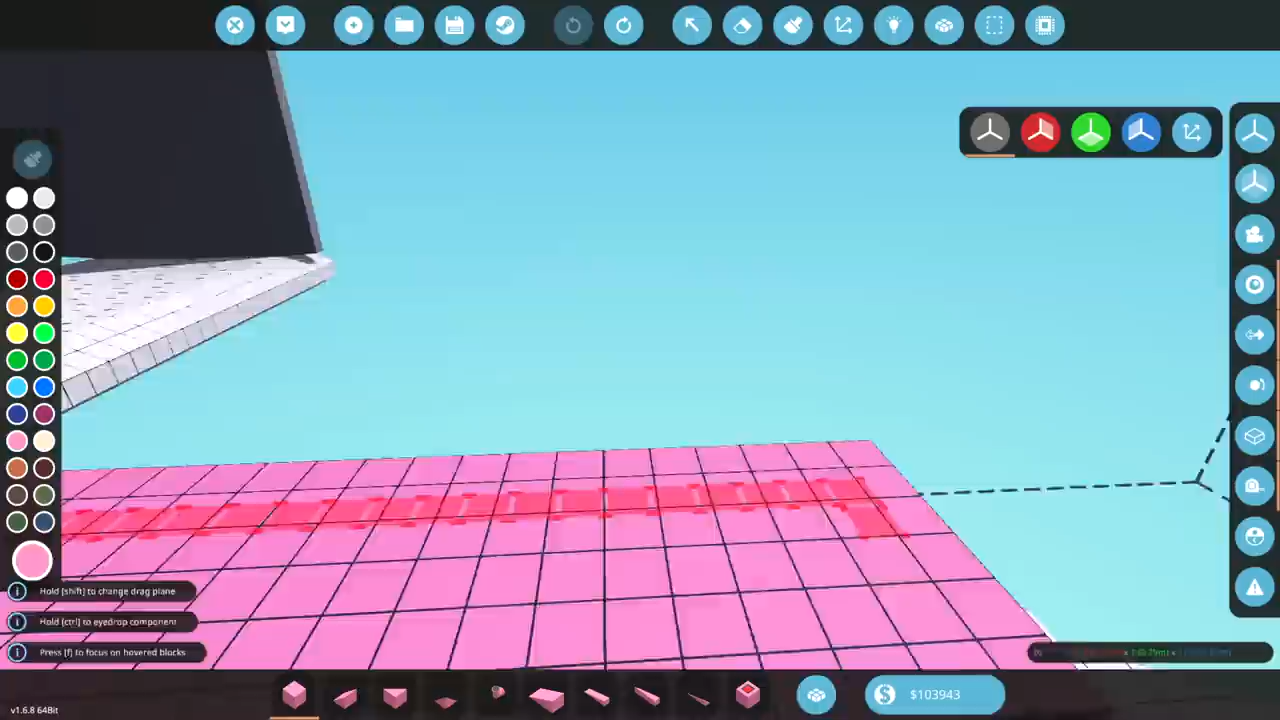 Hold [shift] to change drag plane
Hold [ctrl] to eyedrop component
Press [f] to focus on hovered blocks
$103943
v1.6.8 64Bit